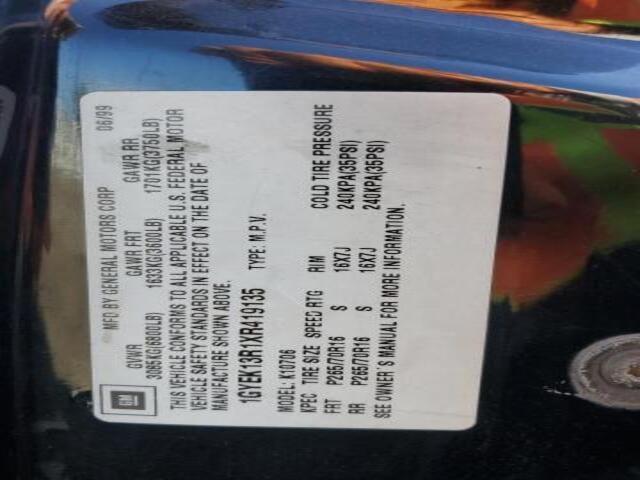 GM
MFD BY GENERAL MOTORS CORP 06/99
GVWR GAWR FRT GAWR RR
3085KG(6800LB) 1633KG(3600LB) 1701KG(3750LB)
THIS VEHICLE CONFORMS TO ALL APPLICABLE U.S. FEDERAL MOTOR
VEHICLE SAFETY STANDARDS IN EFFECT ON THE DATE OF
MANUFACTURE SHOWN ABOVE.
1GYEK13R1XR419135 TYPE: M.P.V.
MODEL: K10706
KPEC TIRE SIZE SPEED RTG RIM COLD TIRE PRESSURE
FRT P265/70R16 S 16X7J 240KPA(35PSI)
RR P265/70R16 S 16X7J 240KPA(35PSI)
SEE OWNER'S MANUAL FOR MORE INFORMATION.